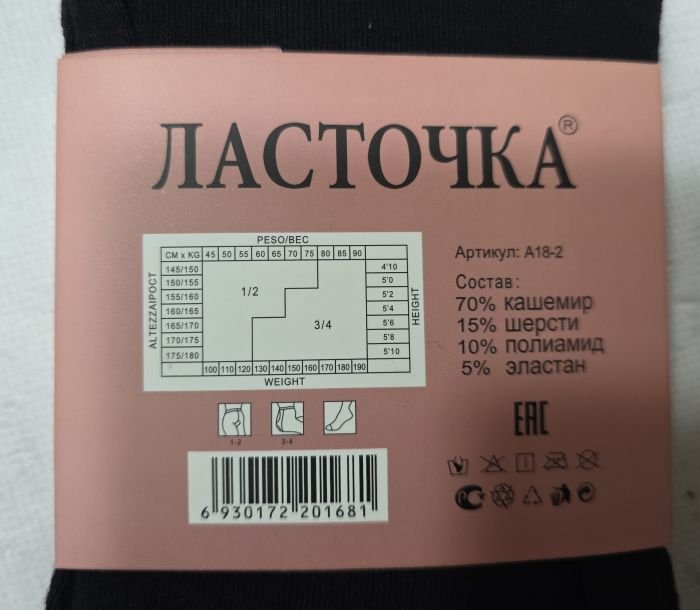 ЛАСТОЧКА®
PESO/ВЕС
CM x KG 45 50 55 60 65 70 75 80 85 90
145/150 4'10
150/155 5'0
155/160 5'2
160/165 5'4
165/170 5'6
170/175 5'8
175/180 5'10
1/2
3/4
ALTEZZA\РОСТ
HEIGHT
100 110 120 130 140 150 160 170 180 190
WEIGHT
1-2 3-4
6 930172 201681
Артикул: А18-2
Состав:
70% кашемир
15% шерсти
10% полиамид
5% эластан
EAC